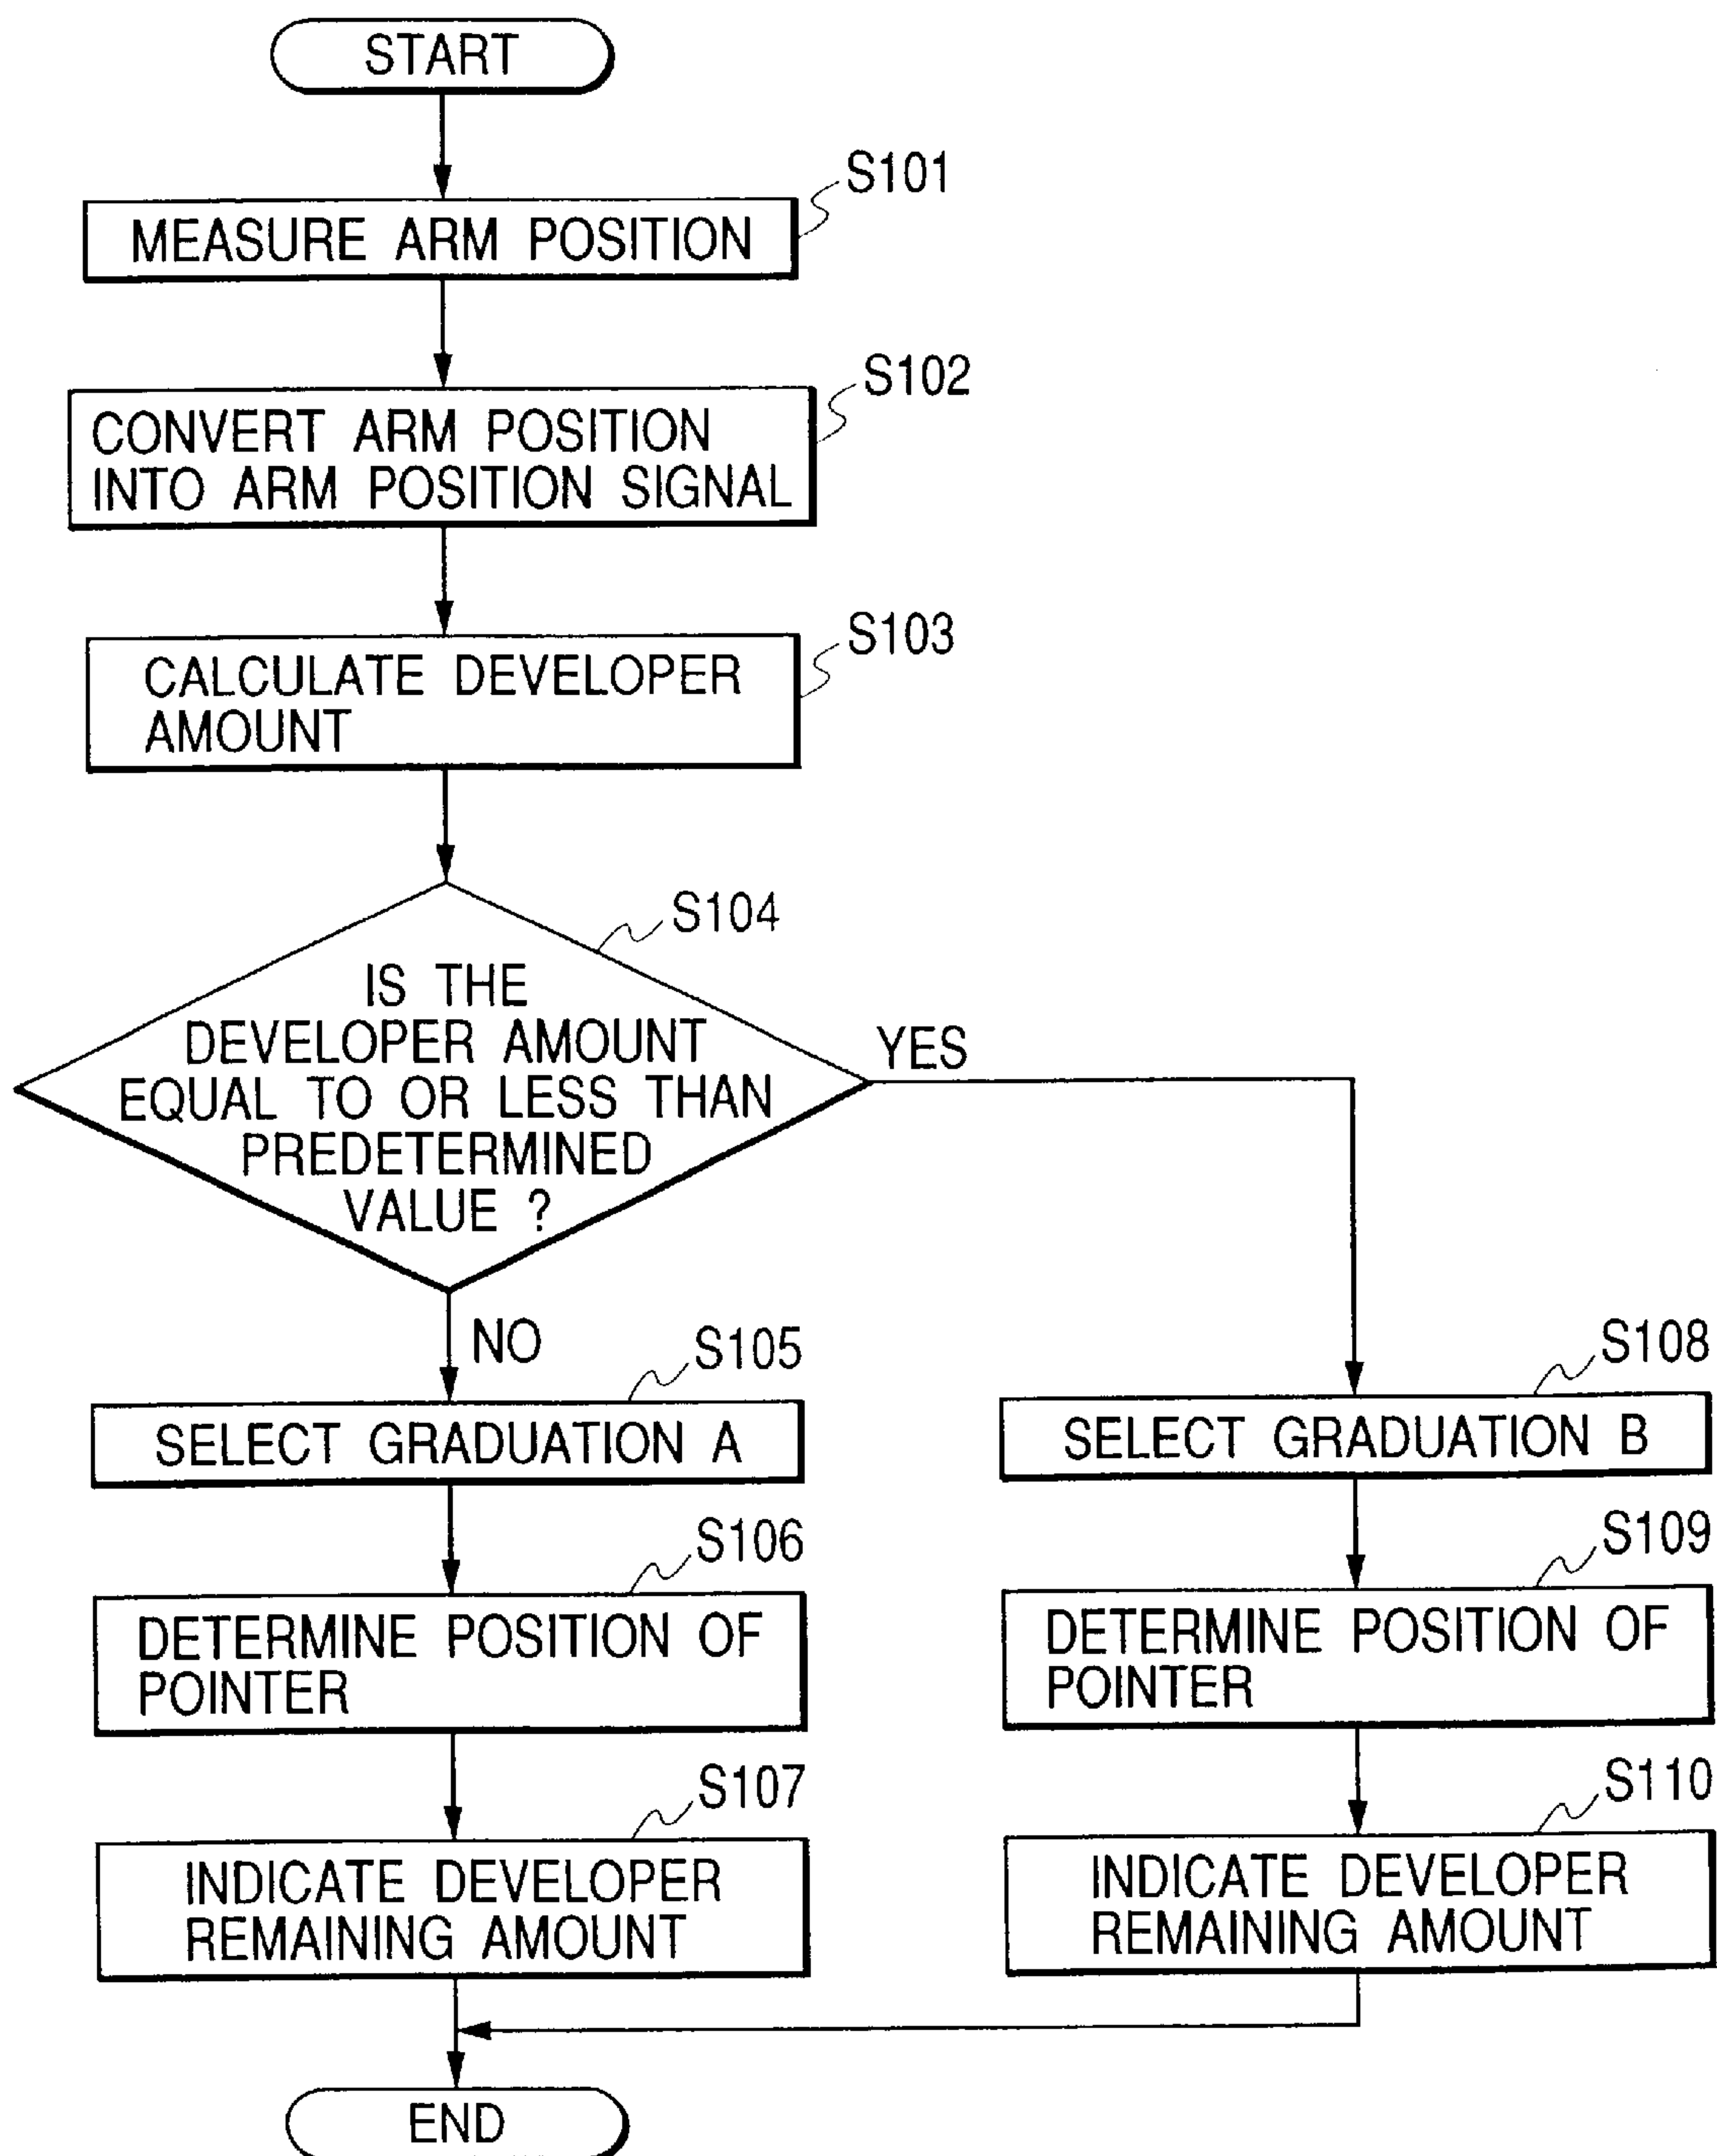 START
S101
MEASURE ARM POSITION
S102
CONVERT ARM POSITION
INTO ARM POSITION SIGNAL
S103
CALCULATE DEVELOPER
AMOUNT
S104
IS THE
DEVELOPER AMOUNT
EQUAL TO OR LESS THAN
PREDETERMINED
VALUE ?
YES
NO
S105
SELECT GRADUATION A
S106
DETERMINE POSITION OF
POINTER
S107
INDICATE DEVELOPER
REMAINING AMOUNT
S108
SELECT GRADUATION B
S109
DETERMINE POSITION OF
POINTER
S110
INDICATE DEVELOPER
REMAINING AMOUNT
END